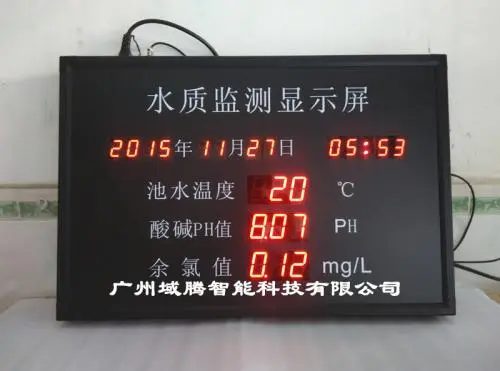 水质监测显示屏
2015年11月27日 05:53
池水温度 20 ℃
酸碱PH值 8.07 PH
余氯值 0.12 mg/L
广州域腾智能科技有限公司